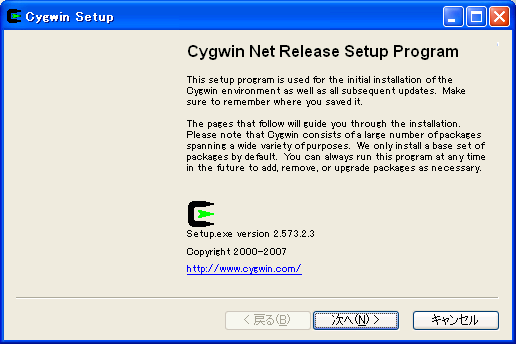 Cygwin Setup
Cygwin Net Release Setup Program
This setup program is used for the initial installation of the
Cygwin environment as well as all subsequent updates. Make
sure to remember where you saved it.
The pages that follow will guide you through the installation.
Please note that Cygwin consists of a large number of packages
spanning a wide variety of purposes. We only install a base set of
packages by default. You can always run this program at any time
in the future to add, remove, or upgrade packages as necessary.
Setup.exe version 2.573.2.3
Copyright 2000-2007
http://www.cygwin.com/
< 戻る(B) 次へ(N) > キャンセル